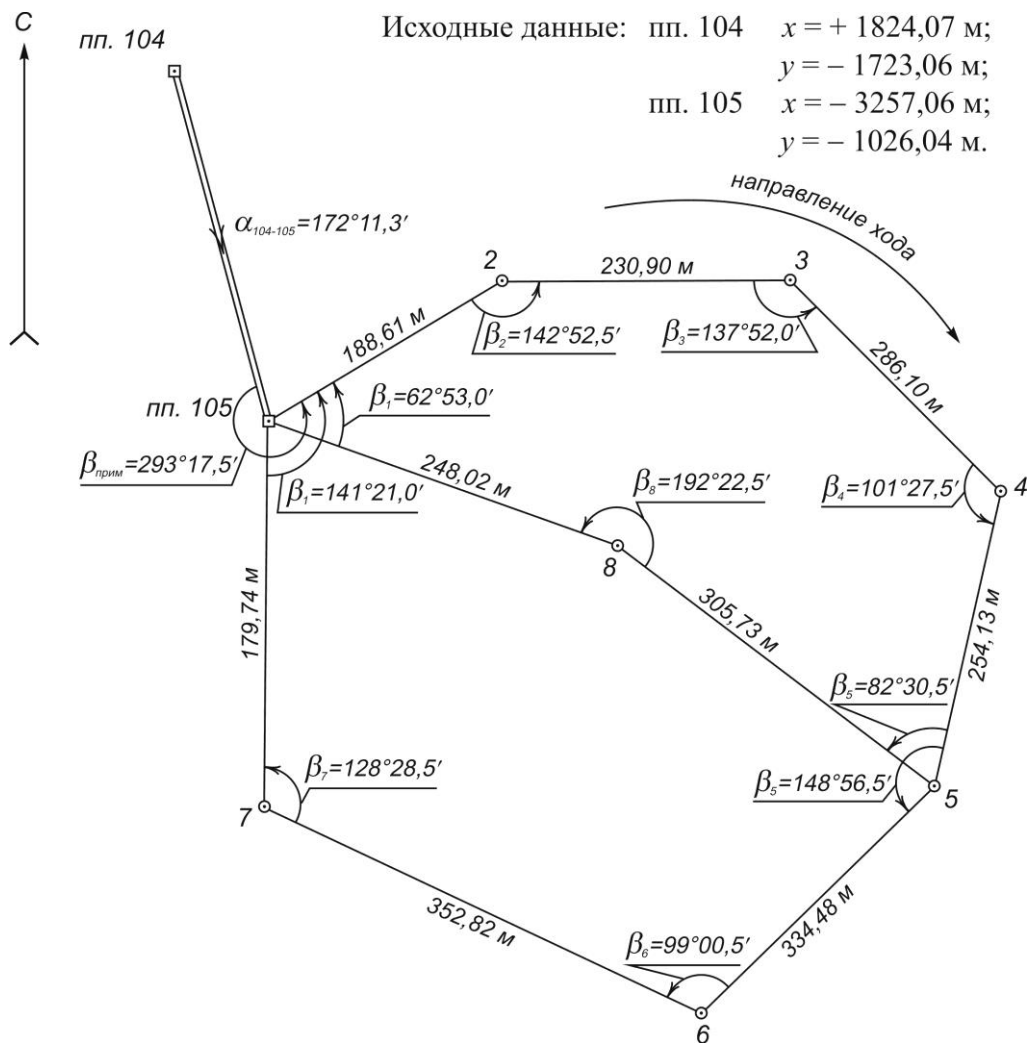 С
пп. 104
Исходные данные: пп. 104 x = + 1824,07 м;
y = – 1723,06 м;
пп. 105 x = – 3257,06 м;
y = – 1026,04 м.
направление хода
α104-105=172°11,3′
2
230,90 м
3
188,61 м
β2=142°52,5′
β3=137°52,0′
286,10 м
пп. 105
β1=62°53,0′
βприм=293°17,5′
β1=141°21,0′
248,02 м
β8=192°22,5′
β4=101°27,5′
4
8
179,74 м
305,73 м
254,13 м
β5=82°30,5′
β7=128°28,5′
β5=148°56,5′
5
7
352,82 м
334,48 м
β6=99°00,5′
6